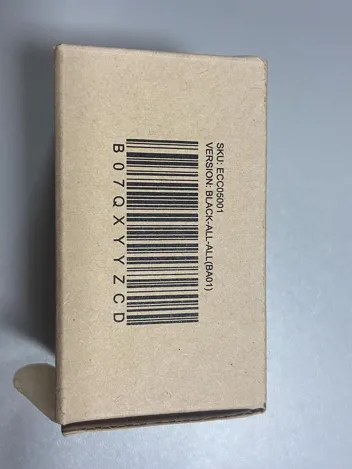 SKU: ECC05001
VERSION: BLACK-ALL-ALL(BA01)
B07QXYYZCD